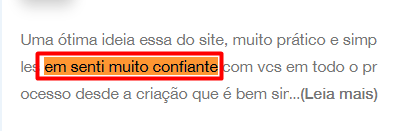 Uma ótima ideia essa do site, muito prático e simp
les em senti muito confiante com vcs em todo o pr
ocesso desde a criação que é bem sir...(Leia mais)